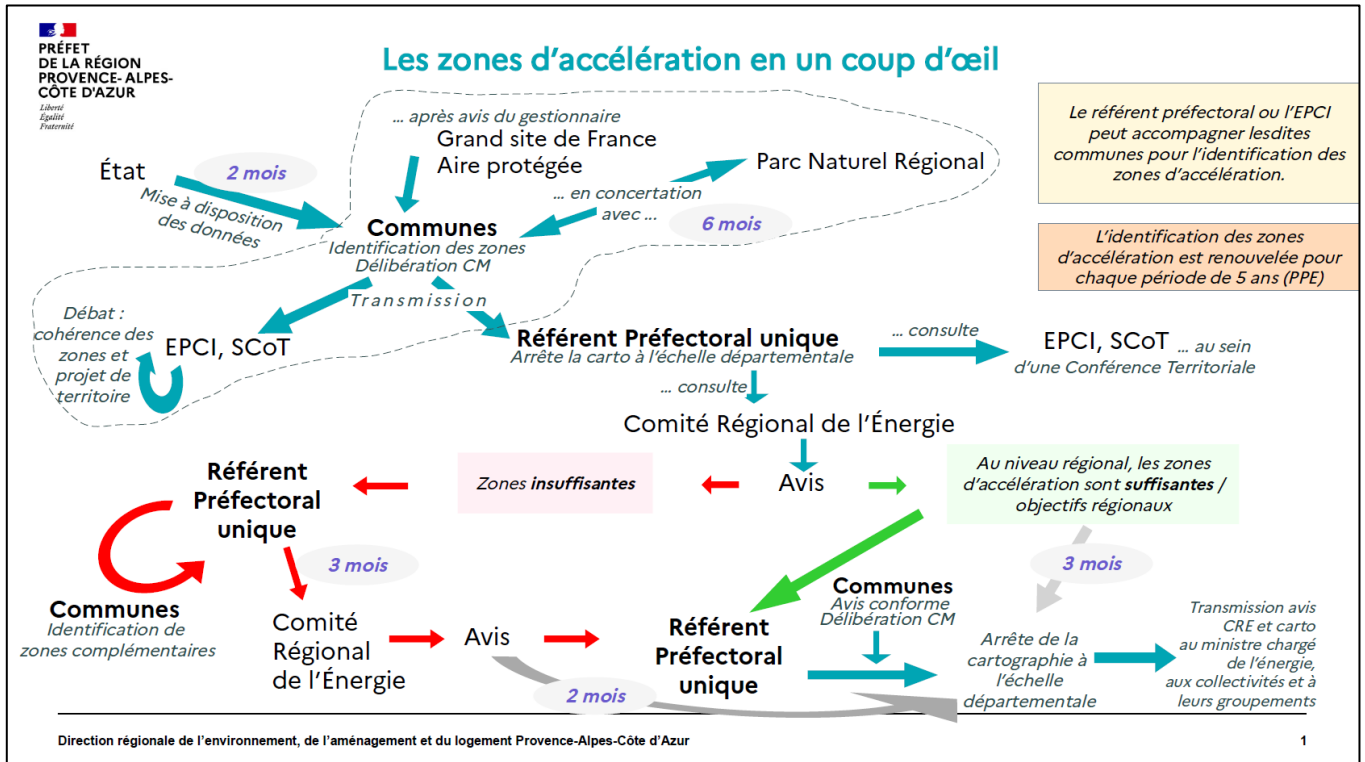 PRÉFET
DE LA RÉGION
PROVENCE- ALPES-
CÔTE D'AZUR
Liberté
Égalité
Fraternité
Les zones d'accélération en un coup d'œil
Le référent préfectoral ou l'EPCI
peut accompagner lesdites
communes pour l'identification des
zones d'accélération.
L'identification des zones
d'accélération est renouvelée pour
chaque période de 5 ans (PPE)
... après avis du gestionnaire
Grand site de France
Aire protégée
État
2 mois
Mise à disposition
des données
Parc Naturel Régional
... en concertation
avec ...
6 mois
Communes
Identification des zones
Délibération CM
Transmission
Débat :
cohérence des
zones et
projet de
territoire
EPCI, SCoT
Référent Préfectoral unique
Arrête la carto à l'échelle départementale
... consulte
EPCI, SCoT ... au sein
d'une Conférence Territoriale
... consulte
Comité Régional de l'Énergie
Avis
Zones insuffisantes
Au niveau régional, les zones
d'accélération sont suffisantes /
objectifs régionaux
Référent
Préfectoral
unique
3 mois
Communes
Identification de
zones complémentaires
Comité
Régional
de l'Énergie
Avis
2 mois
Référent
Préfectoral
unique
Communes
Avis conforme
Délibération CM
3 mois
Arrête de la
cartographie à
l'échelle
départementale
Transmission avis
CRE et carto
au ministre chargé
de l'énergie,
aux collectivités et à
leurs groupements
Direction régionale de l'environnement, de l'aménagement et du logement Provence-Alpes-Côte d'Azur
1